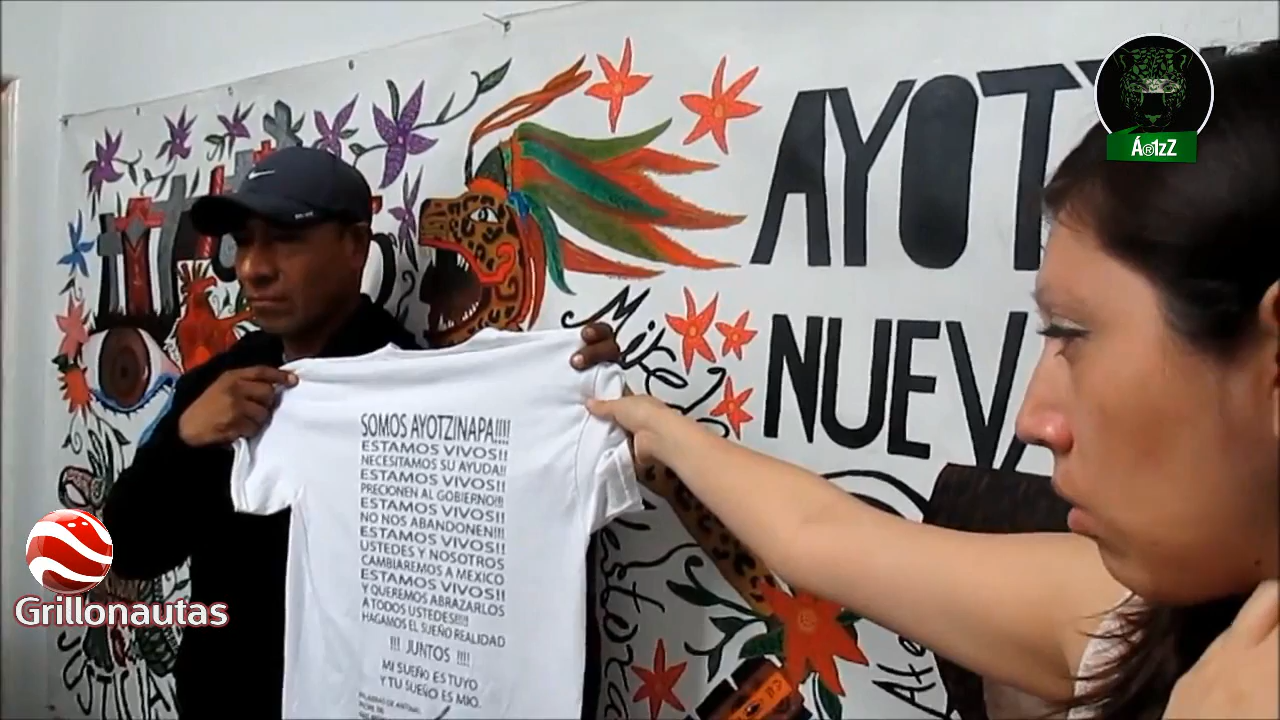 A®1zZ
AYOTZ
NUEV
SOMOS AYOTZINAPA!!!!
ESTAMOS VIVOS!!
NECESITAMOS SU AYUDA!!
ESTAMOS VIVOS!!
PRECIONEN AL GOBIERNO!!!
ESTAMOS VIVOS!!
NO NOS ABANDONEN!!!
ESTAMOS VIVOS!!
USTEDES Y NOSOTROS
CAMBIAREMOS A MEXICO
ESTAMOS VIVOS!!
Y QUEREMOS ABRAZARLOS
A TODOS USTEDES!!!!
HAGAMOS EL SUEÑO REALIDAD
!!! JUNTOS !!!!
MI SUEÑO ES TUYO
Y TU SUEÑO ES MIO.
Grillonautas
JUSTICIA